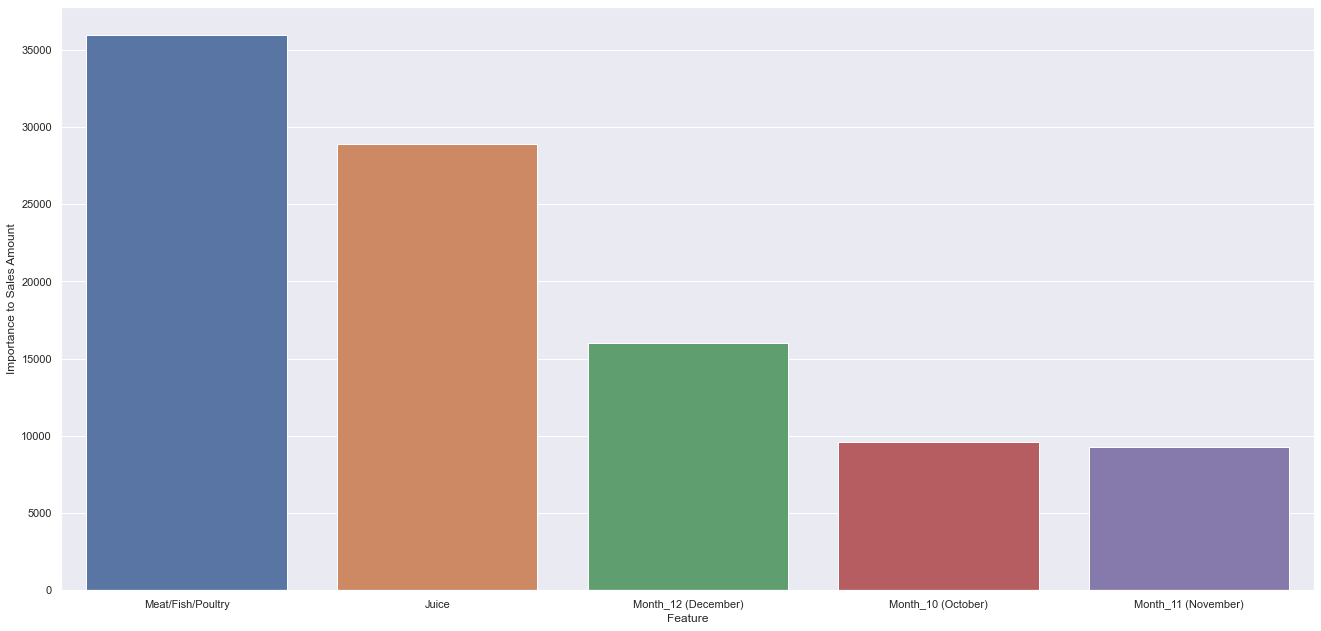 Importance to Sales Amount
35000
30000
25000
20000
15000
10000
5000
0
Meat/Fish/Poultry
Juice
Month_12 (December)
Month_10 (October)
Month_11 (November)
Feature